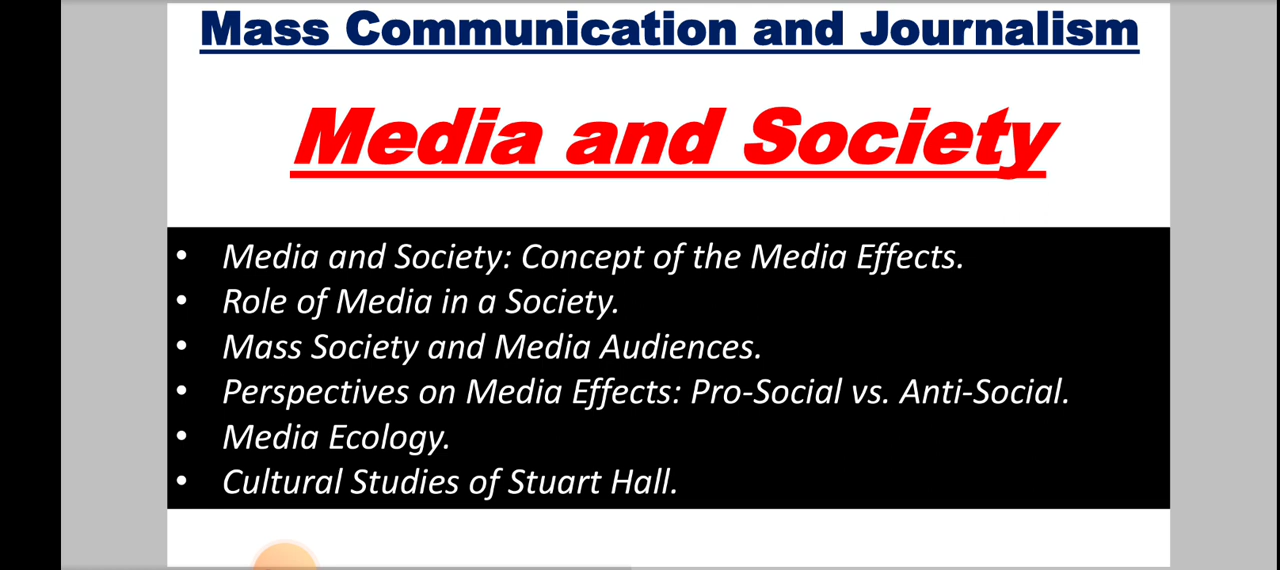 Mass Communication and Journalism
Media and Society
• Media and Society: Concept of the Media Effects.
• Role of Media in a Society.
• Mass Society and Media Audiences.
• Perspectives on Media Effects: Pro-Social vs. Anti-Social.
• Media Ecology.
• Cultural Studies of Stuart Hall.